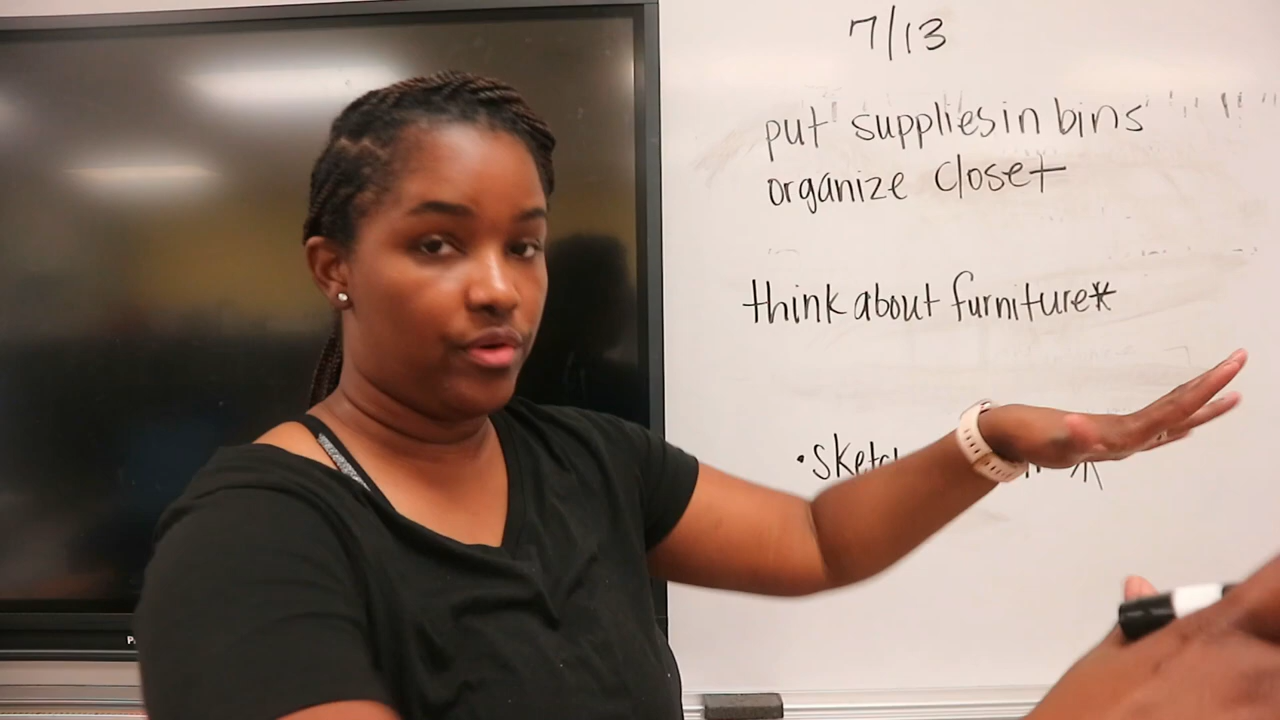 7/13
put supplies in bins
organize closet
think about furniture*